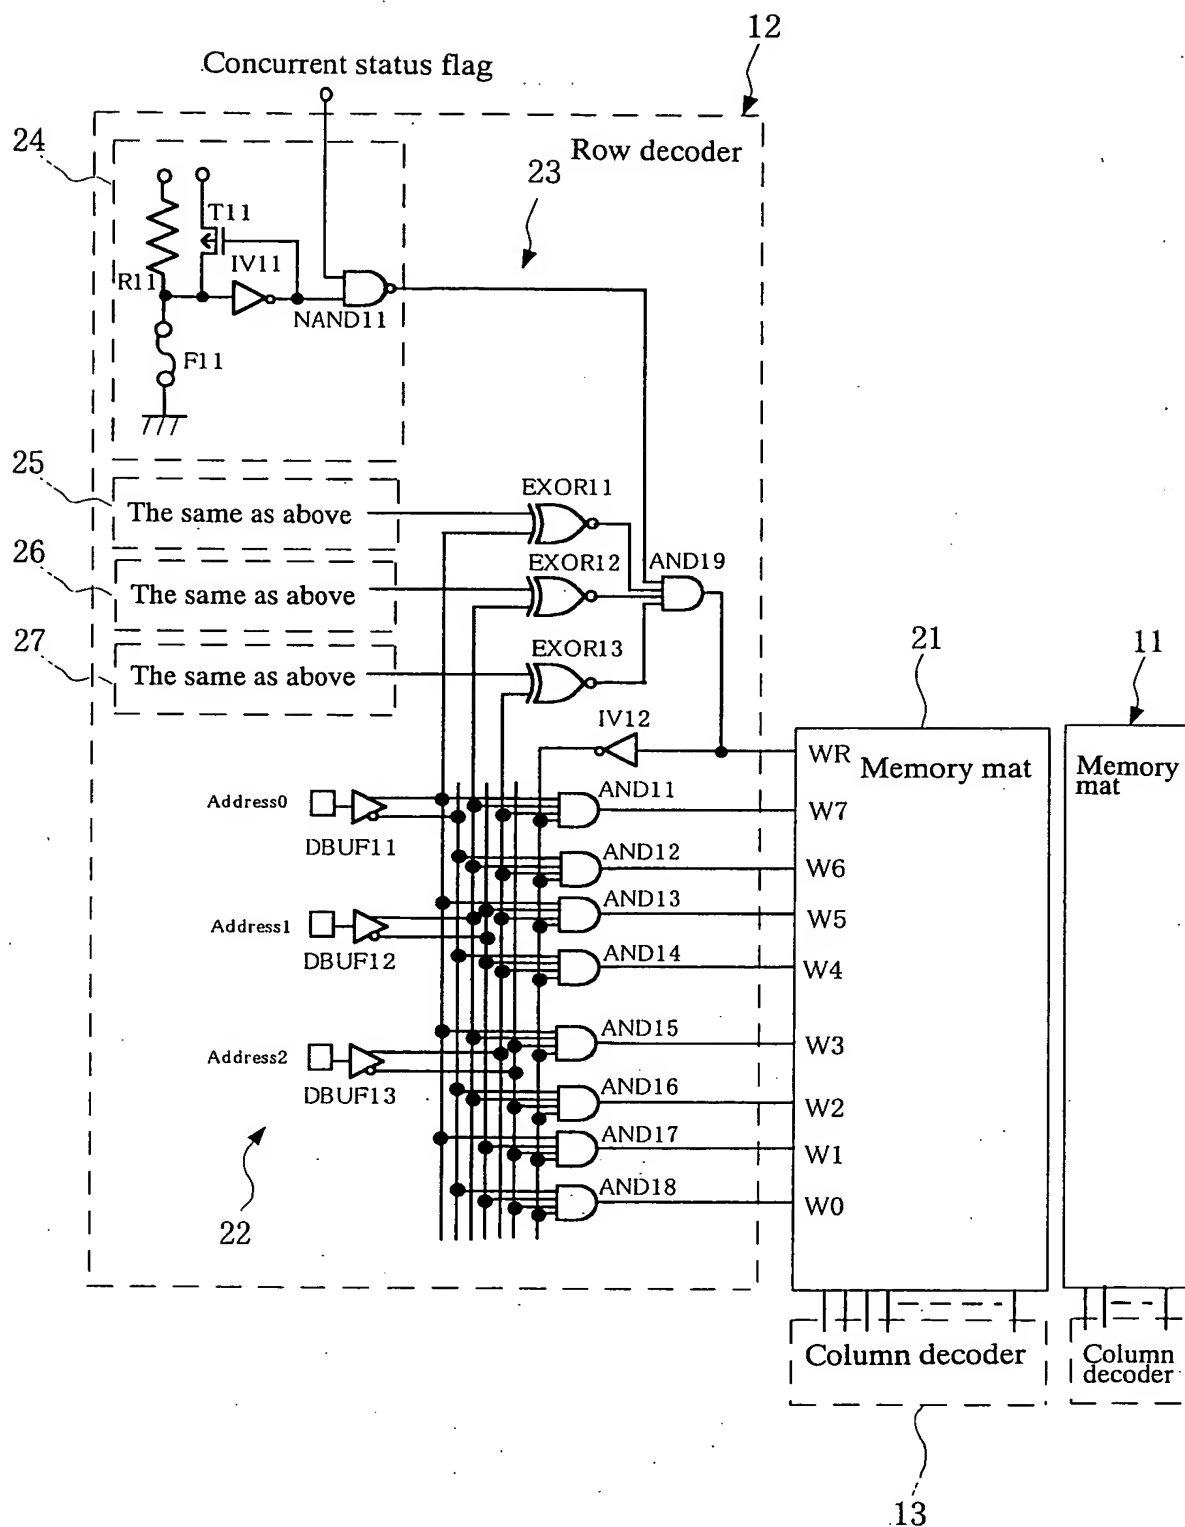 12
Concurrent status flag
24
Row decoder
23
T11
IV11
R11
NAND11
F11
25
EXOR11
The same as above
26
EXOR12
AND19
The same as above
27
EXOR13
21
11
The same as above
IV12
WR
Memory mat
Memory
mat
Address0
AND11
W7
DBUF11
AND12
W6
AND13
W5
Address1
DBUF12
AND14
W4
AND15
W3
Address2
DBUF13
AND16
W2
AND17
W1
AND18
W0
22
Column decoder
Column
decoder
13